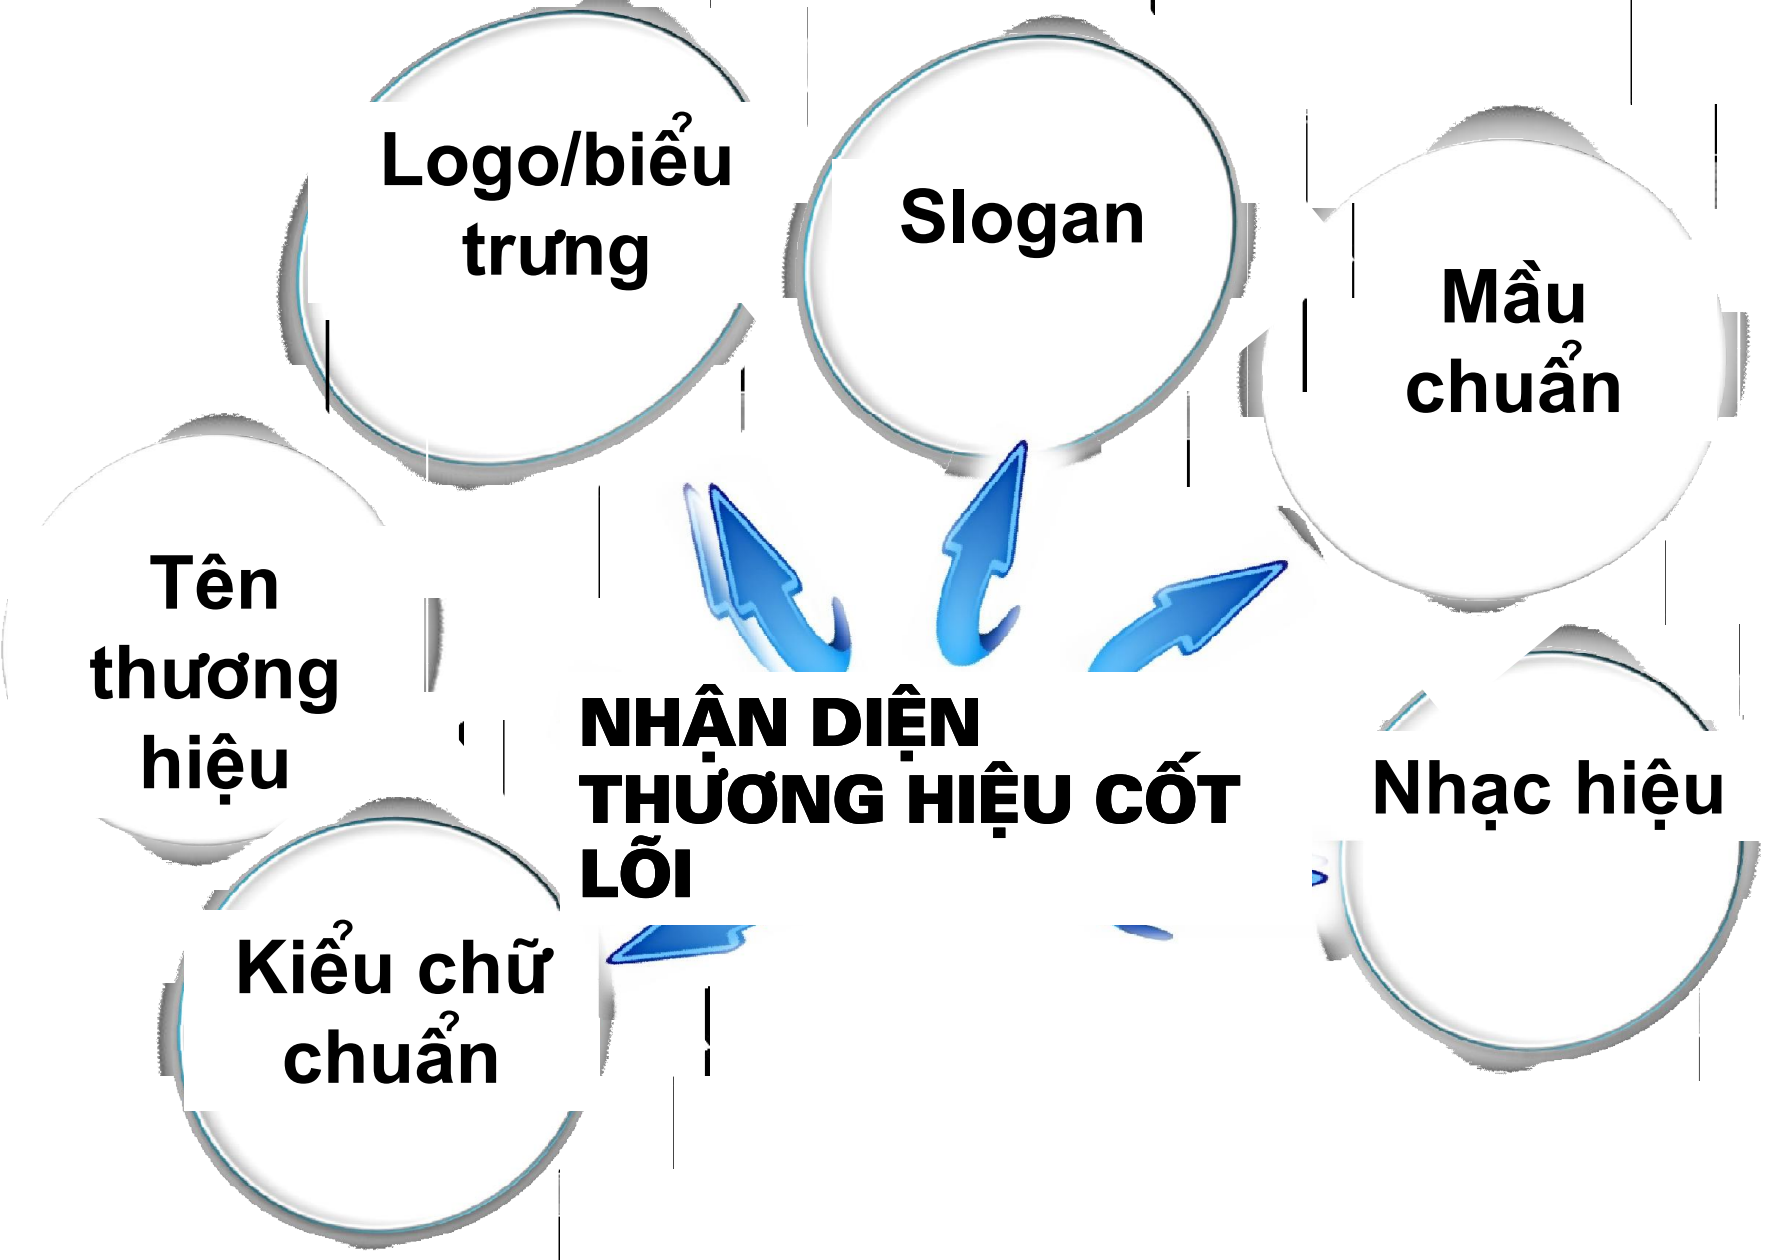 Logo/biểu
trưng
Slogan
Mầu
chuẩn
Tên
thương
hiệu
NHẬN DIỆN
THƯƠNG HIỆU CỐT
LÕI
Nhạc hiệu
Kiểu chữ
chuẩn